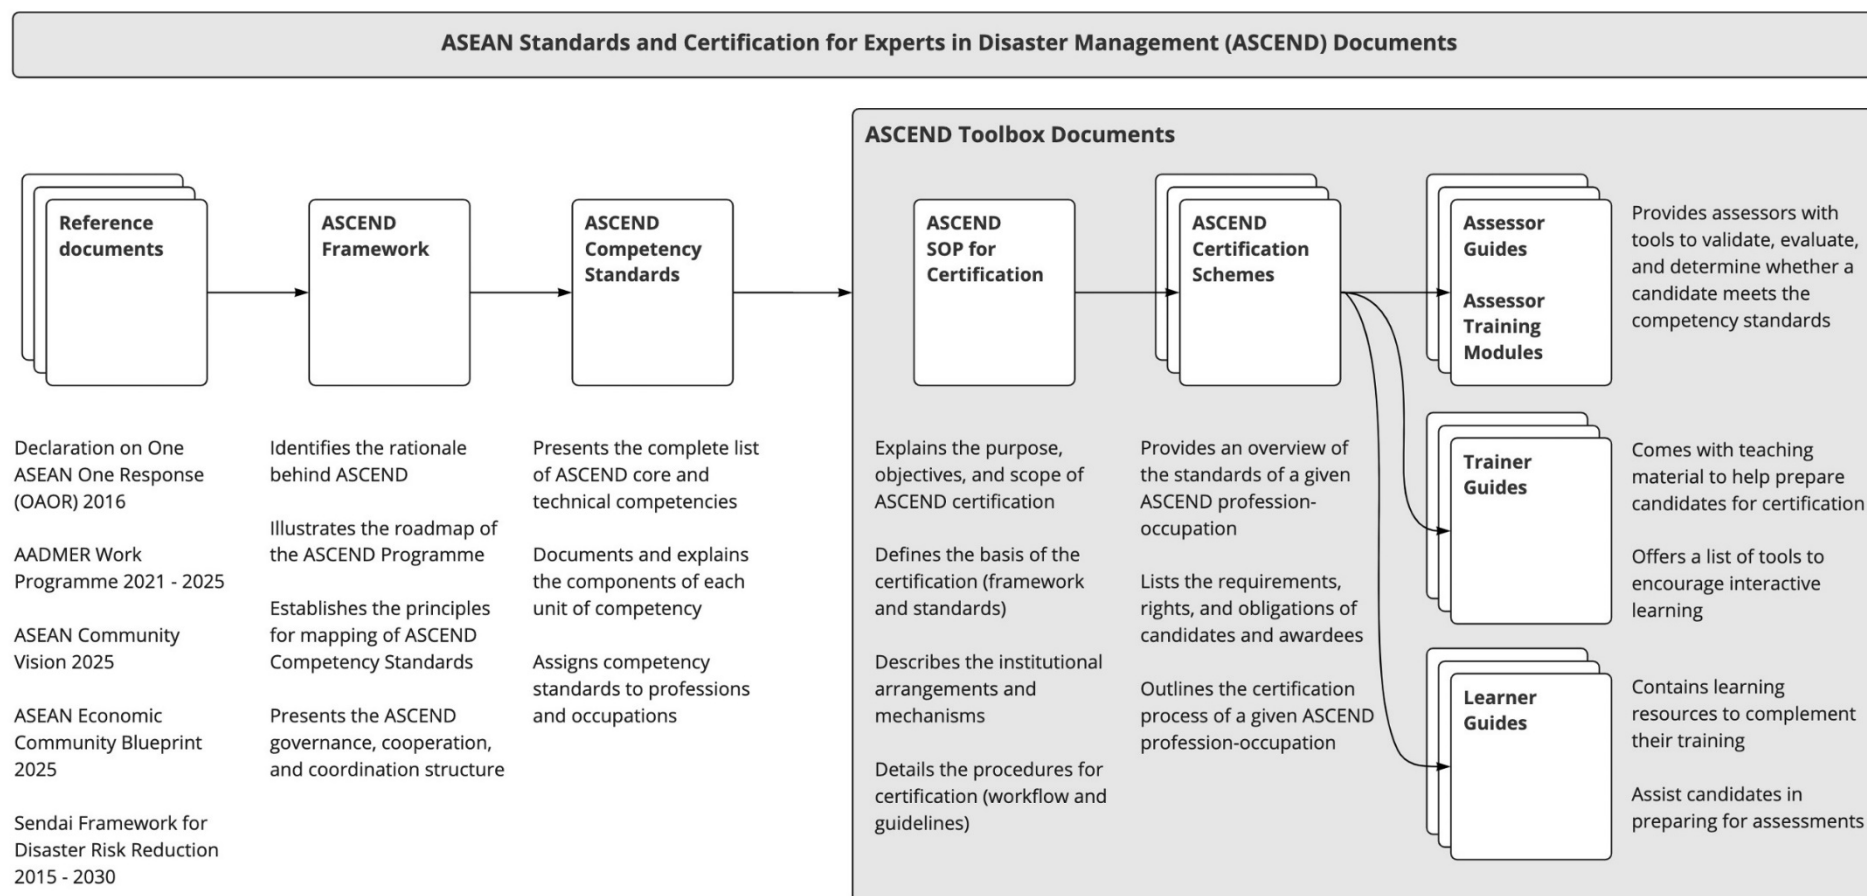 ASEAN Standards and Certification for Experts in Disaster Management (ASCEND) Documents
ASCEND Toolbox Documents
Reference
documents
ASCEND
Framework
ASCEND
Competency
Standards
ASCEND
SOP for
Certification
ASCEND
Certification
Schemes
Assessor
Guides
Assessor
Training
Modules
Provides assessors with
tools to validate, evaluate,
and determine whether a
candidate meets the
competency standards
Declaration on One
ASEAN One Response
(OAOR) 2016
AADMER Work
Programme 2021 - 2025
ASEAN Community
Vision 2025
ASEAN Economic
Community Blueprint
2025
Sendai Framework for
Disaster Risk Reduction
2015 - 2030
Identifies the rationale
behind ASCEND
Illustrates the roadmap of
the ASCEND Programme
Establishes the principles
for mapping of ASCEND
Competency Standards
Presents the ASCEND
governance, cooperation,
and coordination structure
Presents the complete list
of ASCEND core and
technical competencies
Documents and explains
the components of each
unit of competency
Assigns competency
standards to professions
and occupations
Explains the purpose,
objectives, and scope of
ASCEND certification
Defines the basis of the
certification (framework
and standards)
Describes the institutional
arrangements and
mechanisms
Details the procedures for
certification (workflow and
guidelines)
Provides an overview of
the standards of a given
ASCEND profession-
occupation
Lists the requirements,
rights, and obligations of
candidates and awardees
Outlines the certification
process of a given ASCEND
profession-occupation
Trainer
Guides
Comes with teaching
material to help prepare
candidates for certification
Offers a list of tools to
encourage interactive
learning
Learner
Guides
Contains learning
resources to complement
their training
Assist candidates in
preparing for assessments